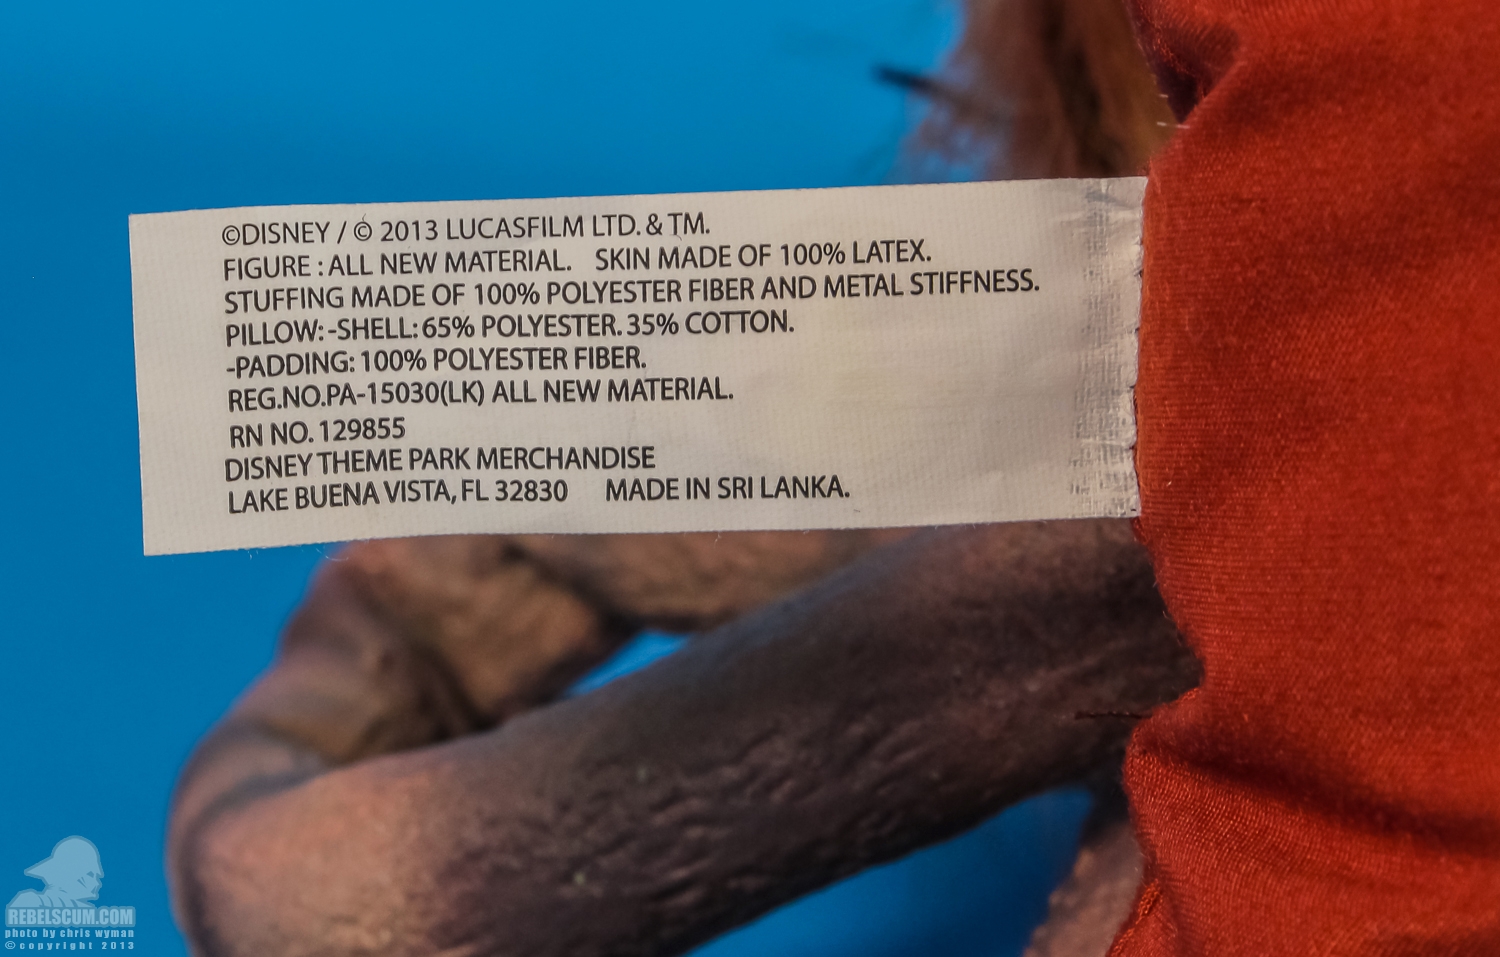 ©DISNEY / © 2013 LUCASFILM LTD. & TM.
FIGURE : ALL NEW MATERIAL. SKIN MADE OF 100% LATEX.
STUFFING MADE OF 100% POLYESTER FIBER AND METAL STIFFNESS.
PILLOW: -SHELL: 65% POLYESTER. 35% COTTON.
-PADDING: 100% POLYESTER FIBER.
REG.NO.PA-15030(LK) ALL NEW MATERIAL.
RN NO. 129855
DISNEY THEME PARK MERCHANDISE
LAKE BUENA VISTA, FL 32830 MADE IN SRI LANKA.
REBELSCUM.COM
photo by chris wyman
© copyright 2013